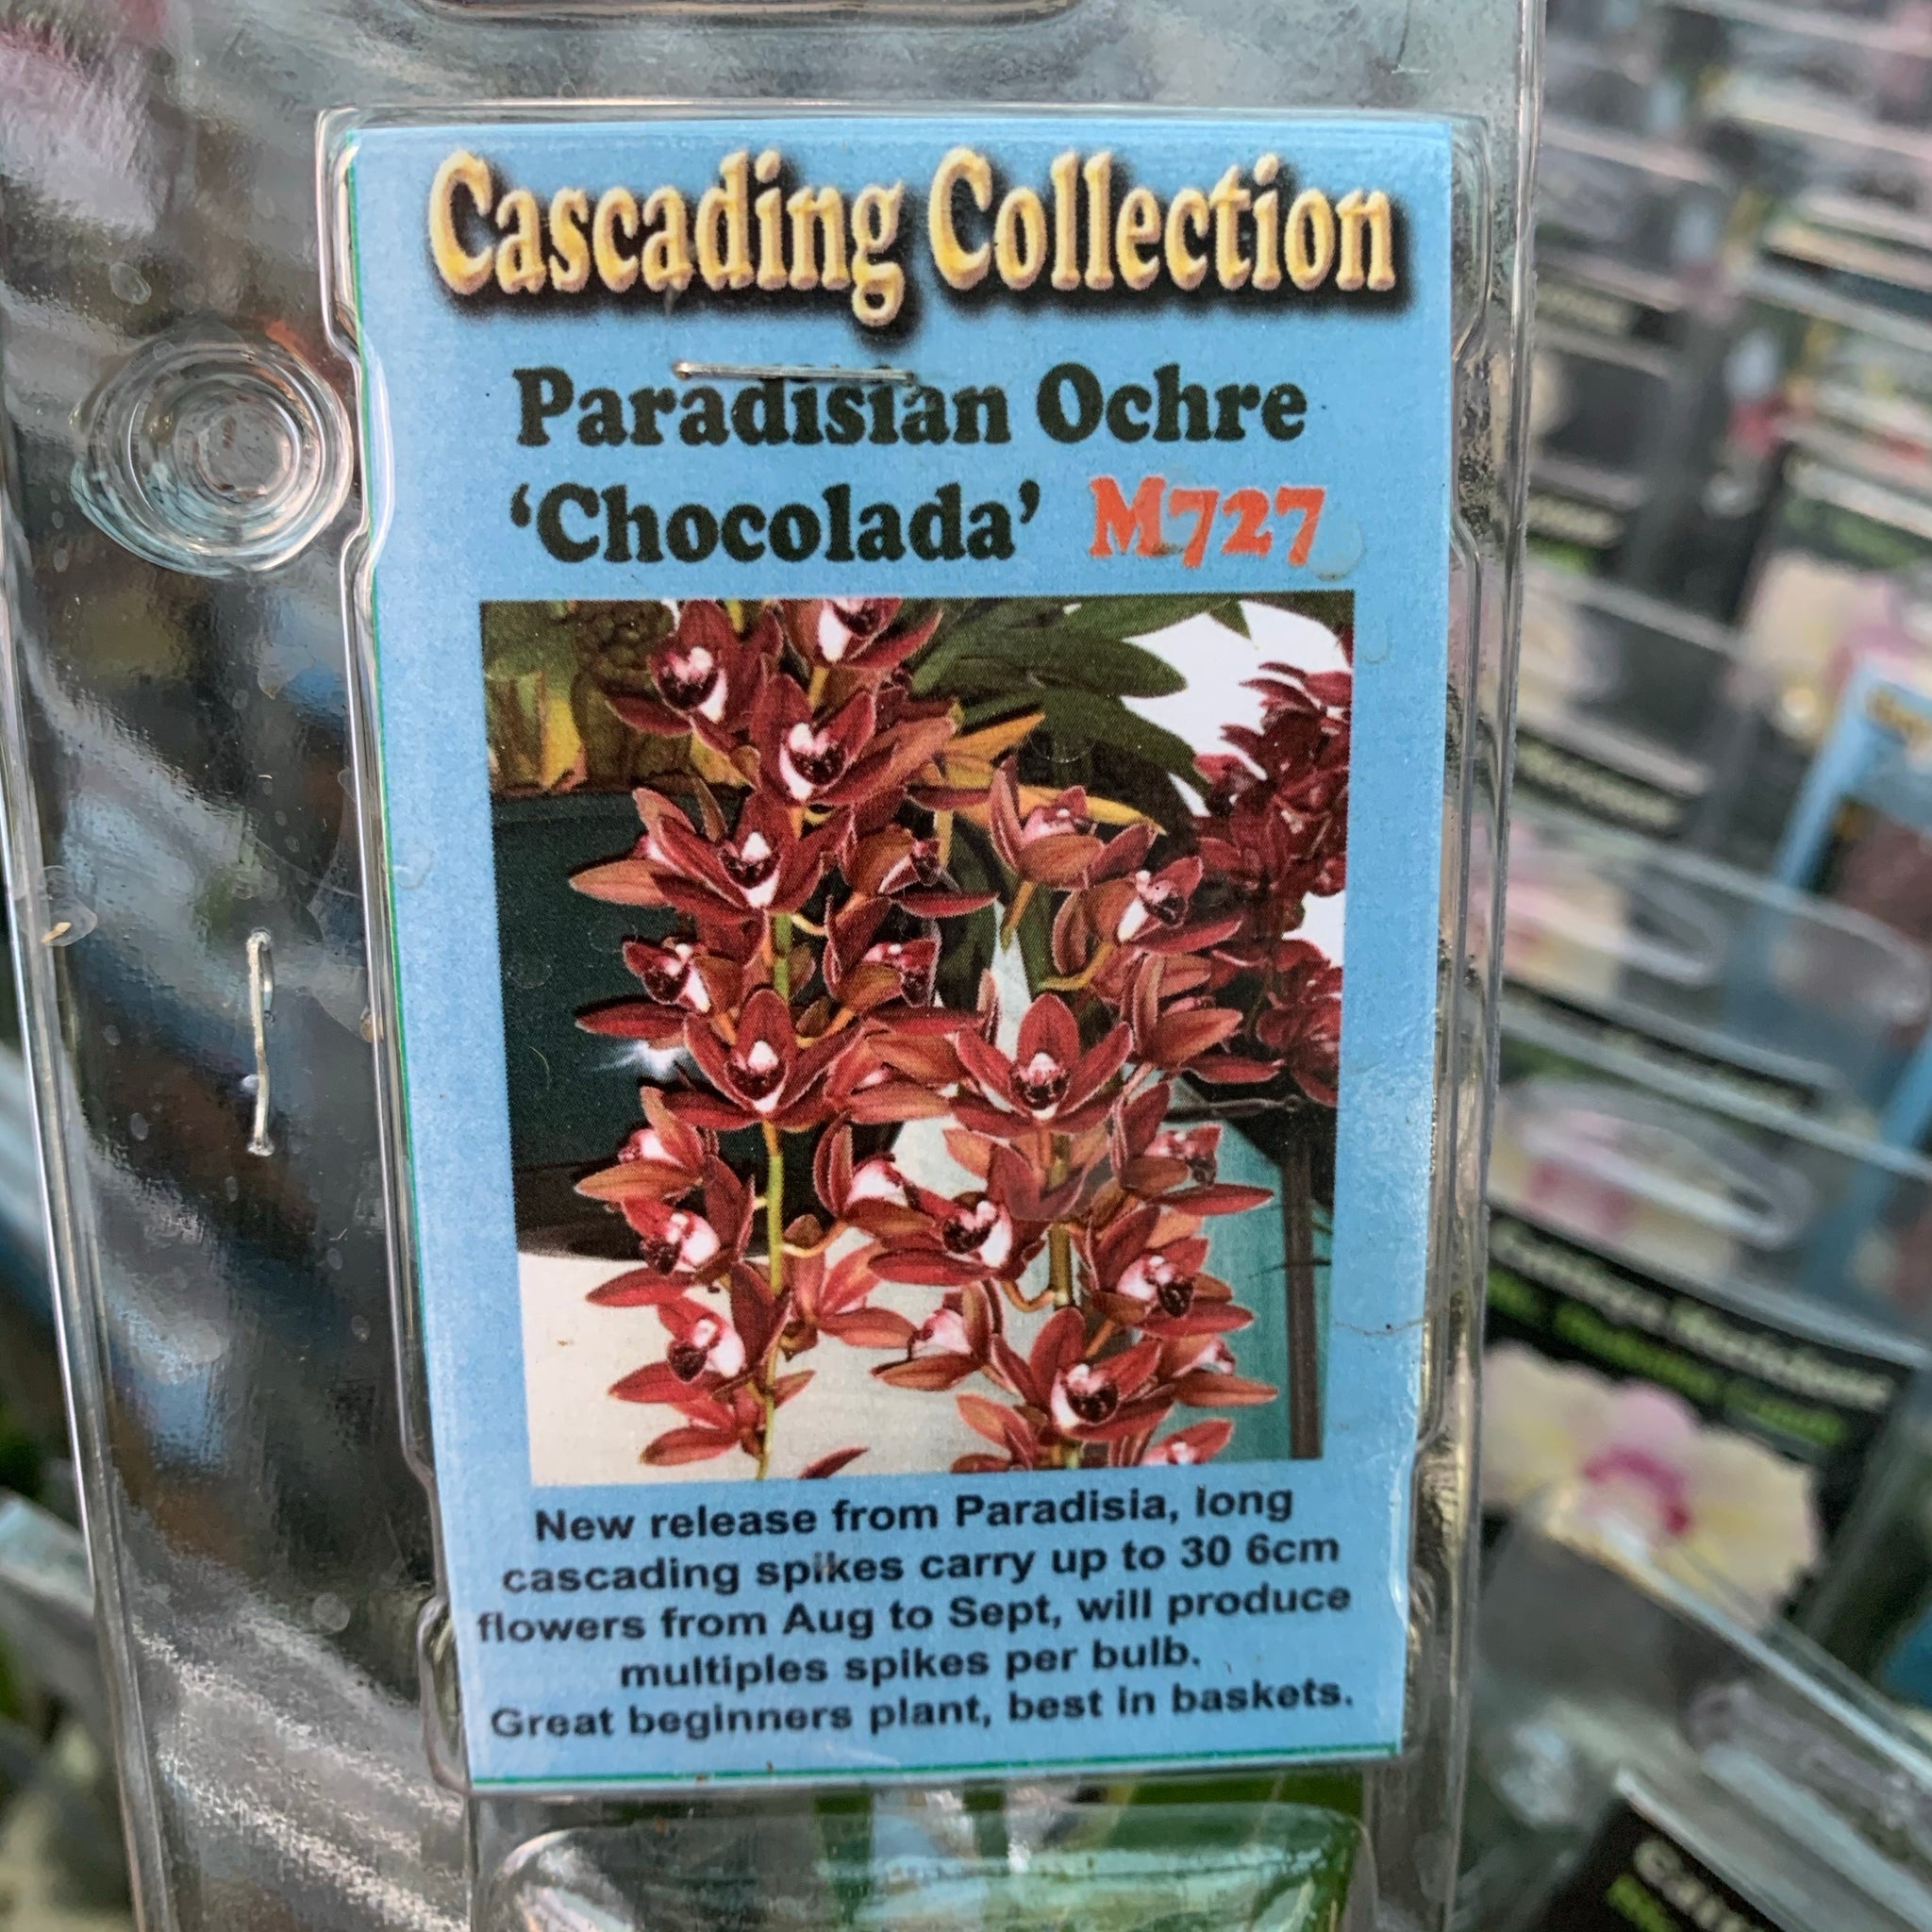 Cascading Collection
Paradisian Ochre
‘Chocolada’ M727
New release from Paradisia, long
cascading spikes carry up to 30 6cm
flowers from Aug to Sept, will produce
multiples spikes per bulb.
Great beginners plant, best in baskets.